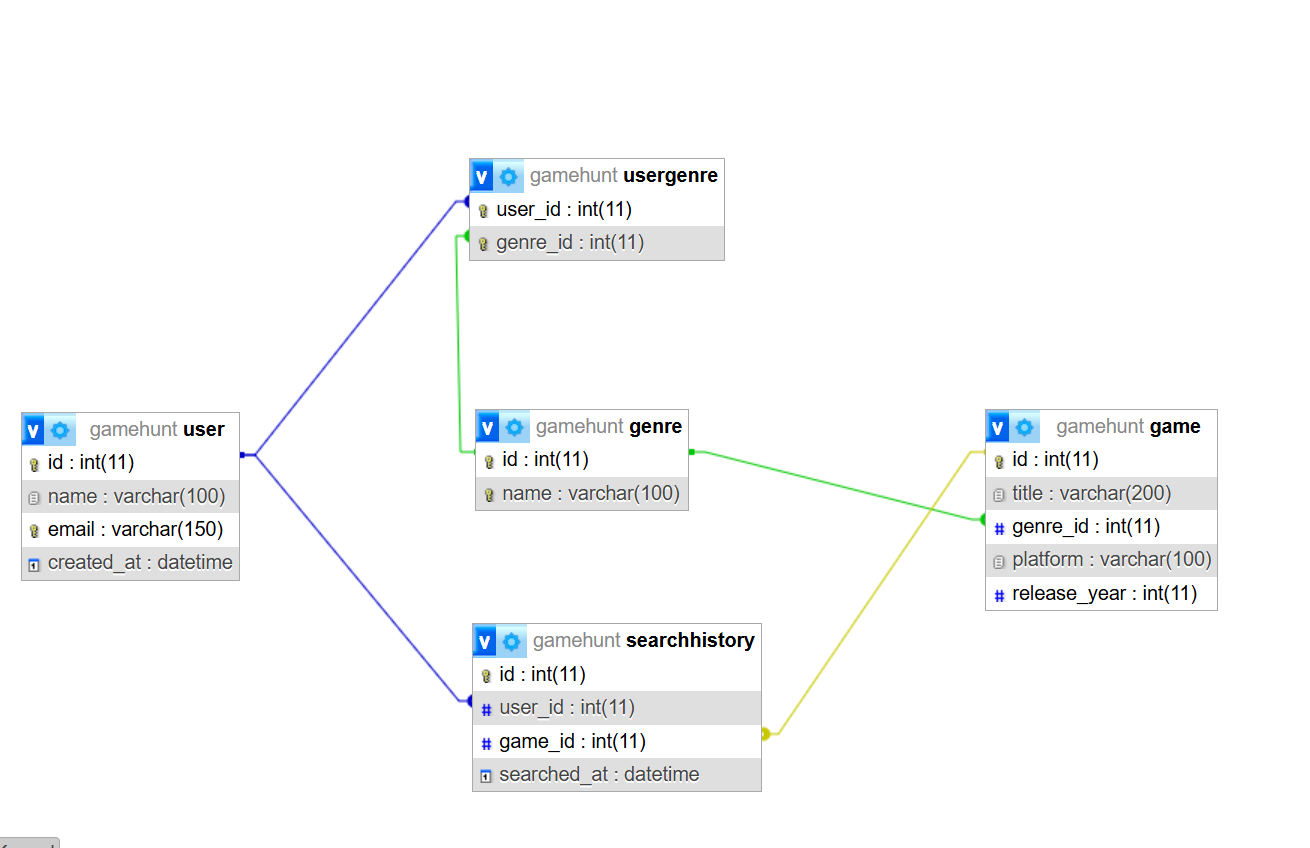 v gamehunt usergenre
user_id : int(11)
genre_id : int(11)
v gamehunt user
id : int(11)
name : varchar(100)
email : varchar(150)
created_at : datetime
v gamehunt genre
id : int(11)
name : varchar(100)
v gamehunt game
id : int(11)
title : varchar(200)
# genre_id : int(11)
platform : varchar(100)
# release_year : int(11)
v gamehunt searchhistory
id : int(11)
# user_id : int(11)
# game_id : int(11)
searched_at : datetime